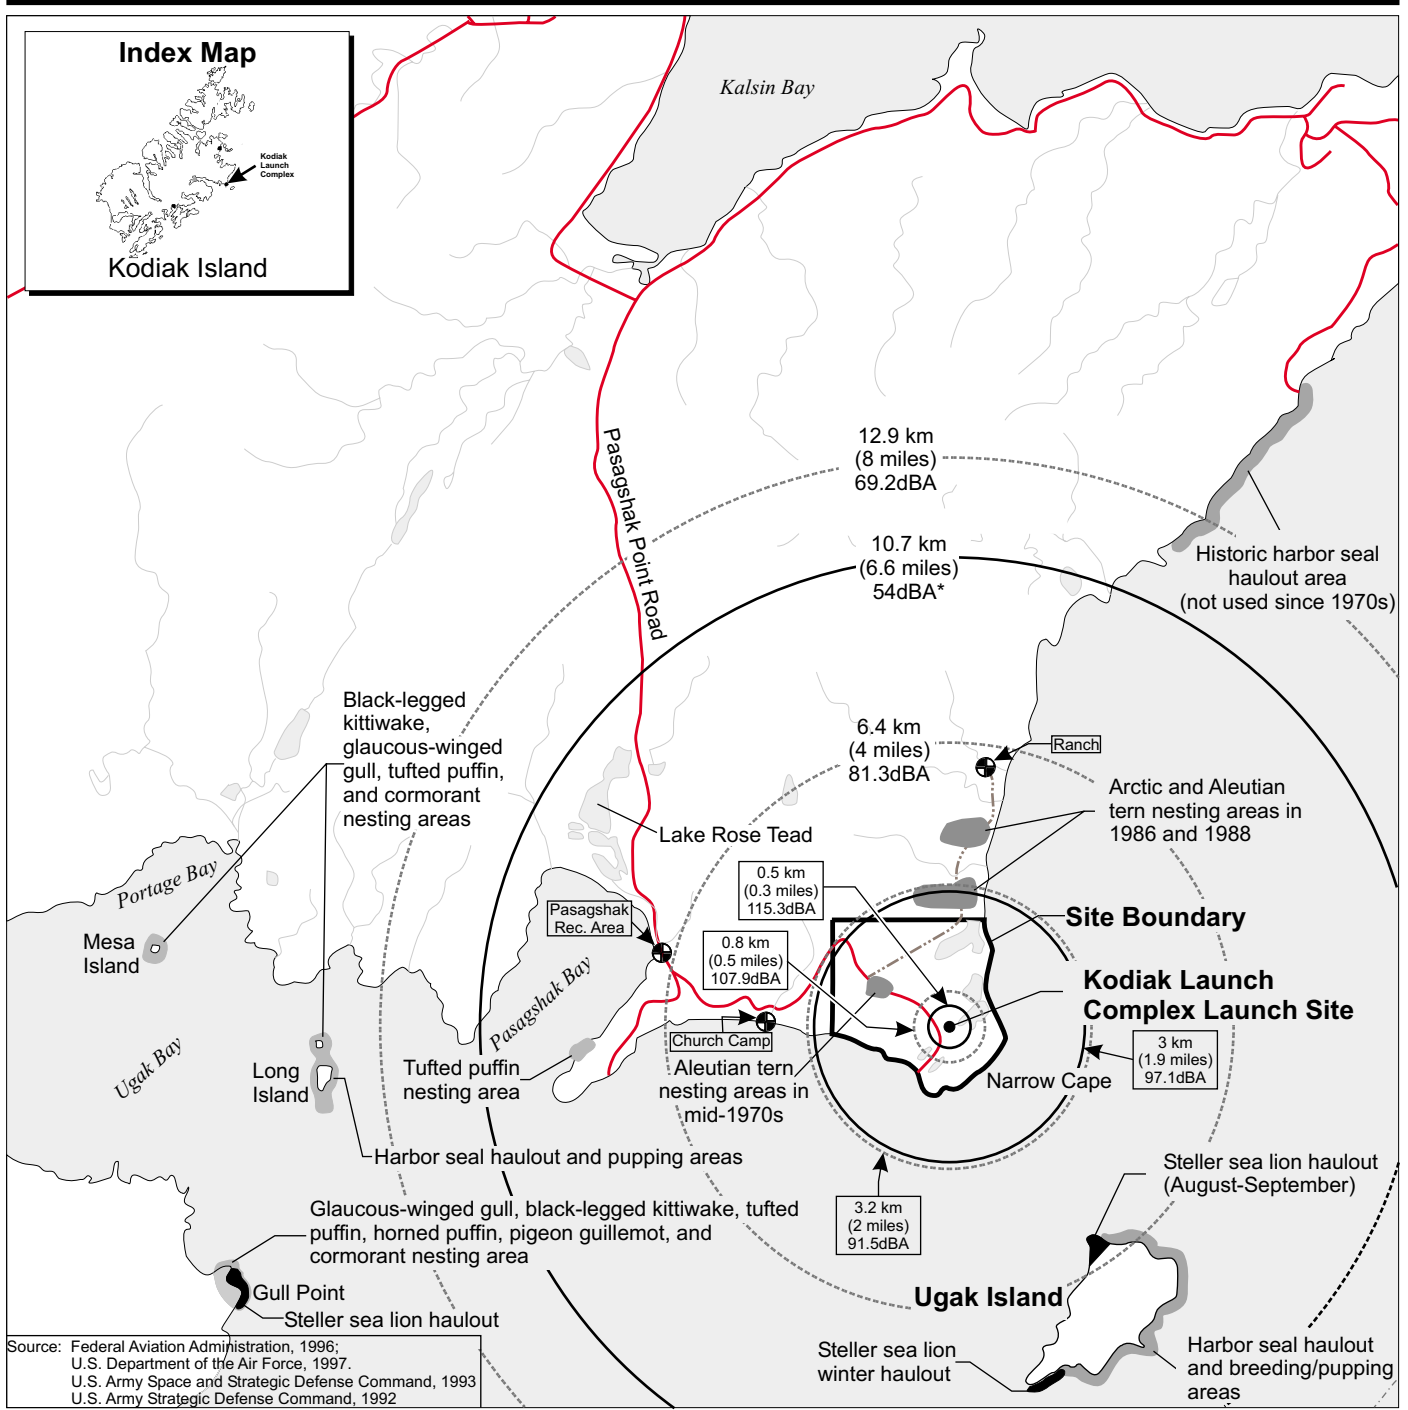 Index Map
Kodiak
Launch
Complex
Kodiak Island
Kalsin Bay
Pasagshak Point Road
12.9 km
(8 miles)
69.2dBA
10.7 km
(6.6 miles)
54dBA*
Historic harbor seal
haulout area
(not used since 1970s)
Black-legged
kittiwake,
glaucous-winged
gull, tufted puffin,
and cormorant
nesting areas
6.4 km
(4 miles)
81.3dBA
Ranch
Arctic and Aleutian
tern nesting areas in
1986 and 1988
Lake Rose Tead
Portage Bay
0.5 km
(0.3 miles)
115.3dBA
Pasagshak
Rec. Area
Site Boundary
Mesa
Island
0.8 km
(0.5 miles)
107.9dBA
Pasagshak Bay
Kodiak Launch
Complex Launch Site
Ugak Bay
Church Camp
3 km
(1.9 miles)
97.1dBA
Long
Island
Tufted puffin
nesting area
Aleutian tern
nesting areas in
mid-1970s
Narrow Cape
Harbor seal haulout and pupping areas
Steller sea lion haulout
(August-September)
Glaucous-winged gull, black-legged kittiwake, tufted
puffin, horned puffin, pigeon guillemot, and
cormorant nesting area
3.2 km
(2 miles)
91.5dBA
Gull Point
Steller sea lion haulout
Ugak Island
Steller sea lion
winter haulout
Harbor seal haulout
and breeding/pupping
areas
Source: Federal Aviation Administration, 1996;
U.S. Department of the Air Force, 1997.
U.S. Army Space and Strategic Defense Command, 1993
U.S. Army Strategic Defense Command, 1992